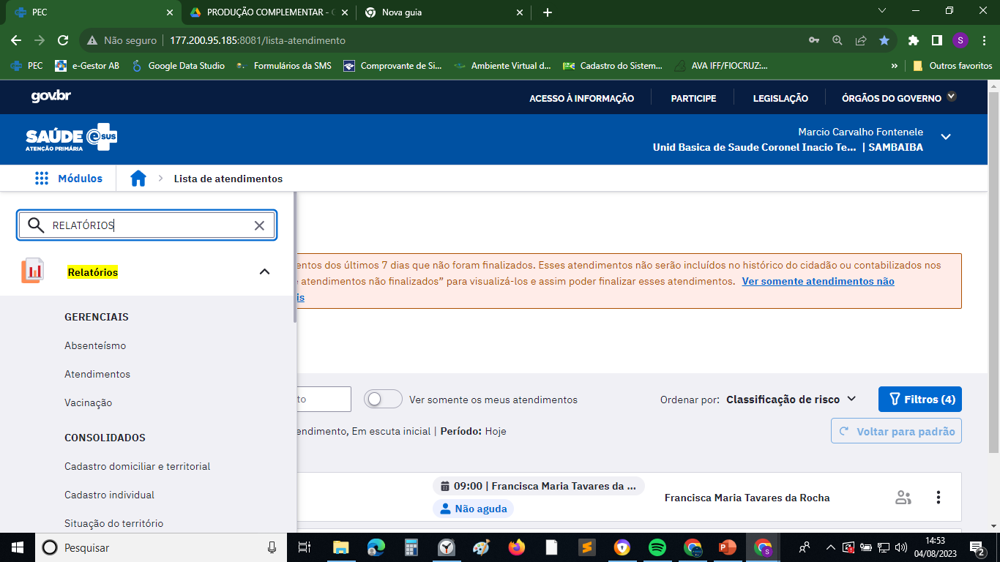 PEC
PRODUÇÃO COMPLEMENTAR - 
Nova guia
Não seguro
177.200.95.185:8081/lista-atendimento
S
PEC
e-Gestor AB
Google Data Studio
Formulários da SMS
Comprovante de Si...
Ambiente Virtual d...
Cadastro do Sistem...
AVA IFF/FIOCRUZ:...
»
Outros favoritos
gov.br
ACESSO À INFORMAÇÃO
PARTICIPE
LEGISLAÇÃO
ÓRGÃOS DO GOVERNO
SAÚDE e SUS
ATENÇÃO PRIMÁRIA
Marcio Carvalho Fontenele
Unid Basica de Saude Coronel Inacio Te... | SAMBAIBA
Módulos
Lista de atendimentos
RELATÓRIOS
Relatórios
entos dos últimos 7 dias que não foram finalizados. Esses atendimentos não serão incluídos no histórico do cidadão ou contabilizados nos
atendimentos não finalizados” para visualizá-los e assim poder finalizar esses atendimentos. Ver somente atendimentos não
is
GERENCIAIS
Absenteísmo
Atendimentos
Vacinação
CONSOLIDADOS
Cadastro domiciliar e territorial
Cadastro individual
Situação do território
to
Ver somente os meus atendimentos
Ordenar por: Classificação de risco
Filtros (4)
endimento, Em escuta inicial | Período: Hoje
Voltar para padrão
09:00 | Francisca Maria Tavares da ...
Não aguda
Francisca Maria Tavares da Rocha
Pesquisar
14:53
04/08/2023
2